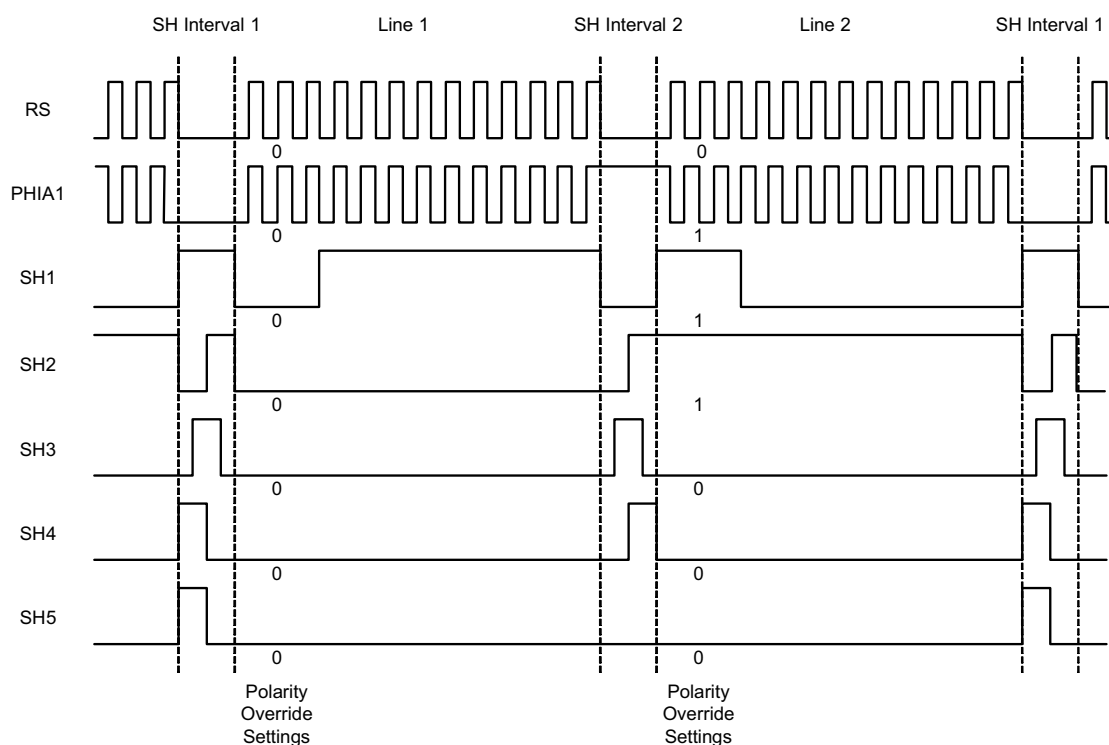 SH Interval 1 Line 1 SH Interval 2 Line 2 SH Interval 1
RS
0 0
PHIA1
0 1
SH1
0 1
SH2
0 1
SH3
0 0
SH4
0 0
SH5
0 0
Polarity Polarity
Override Override
Settings Settings